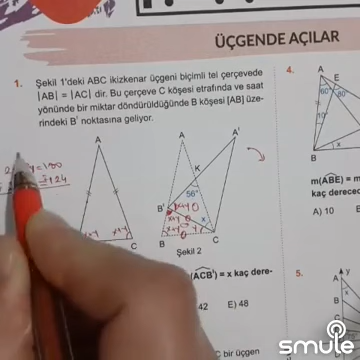 ÜÇGENDE AÇILAR
1. Şekil 1'deki ABC ikizkenar üçgeni biçimli tel çerçevede
|AB| = |AC| dir. Bu çerçeve C köşesi etrafında ve saat
yönünde bir miktar döndürüldüğünde B köşesi [AB] üze-
rindeki B' noktasına geliyor.
A
x+y
x+y
C
A
A'
K
56°
B'
x+y
x+y
x+y
x
y
B
C
Şekil 2
m(ACB') = x kaç dere-
42
E) 48
BC bir üçgen
4.
A
E
60°
80°
10°
B
m(ABE) = m
kaç derece
A) 10
5.
y
A
x
B
smule